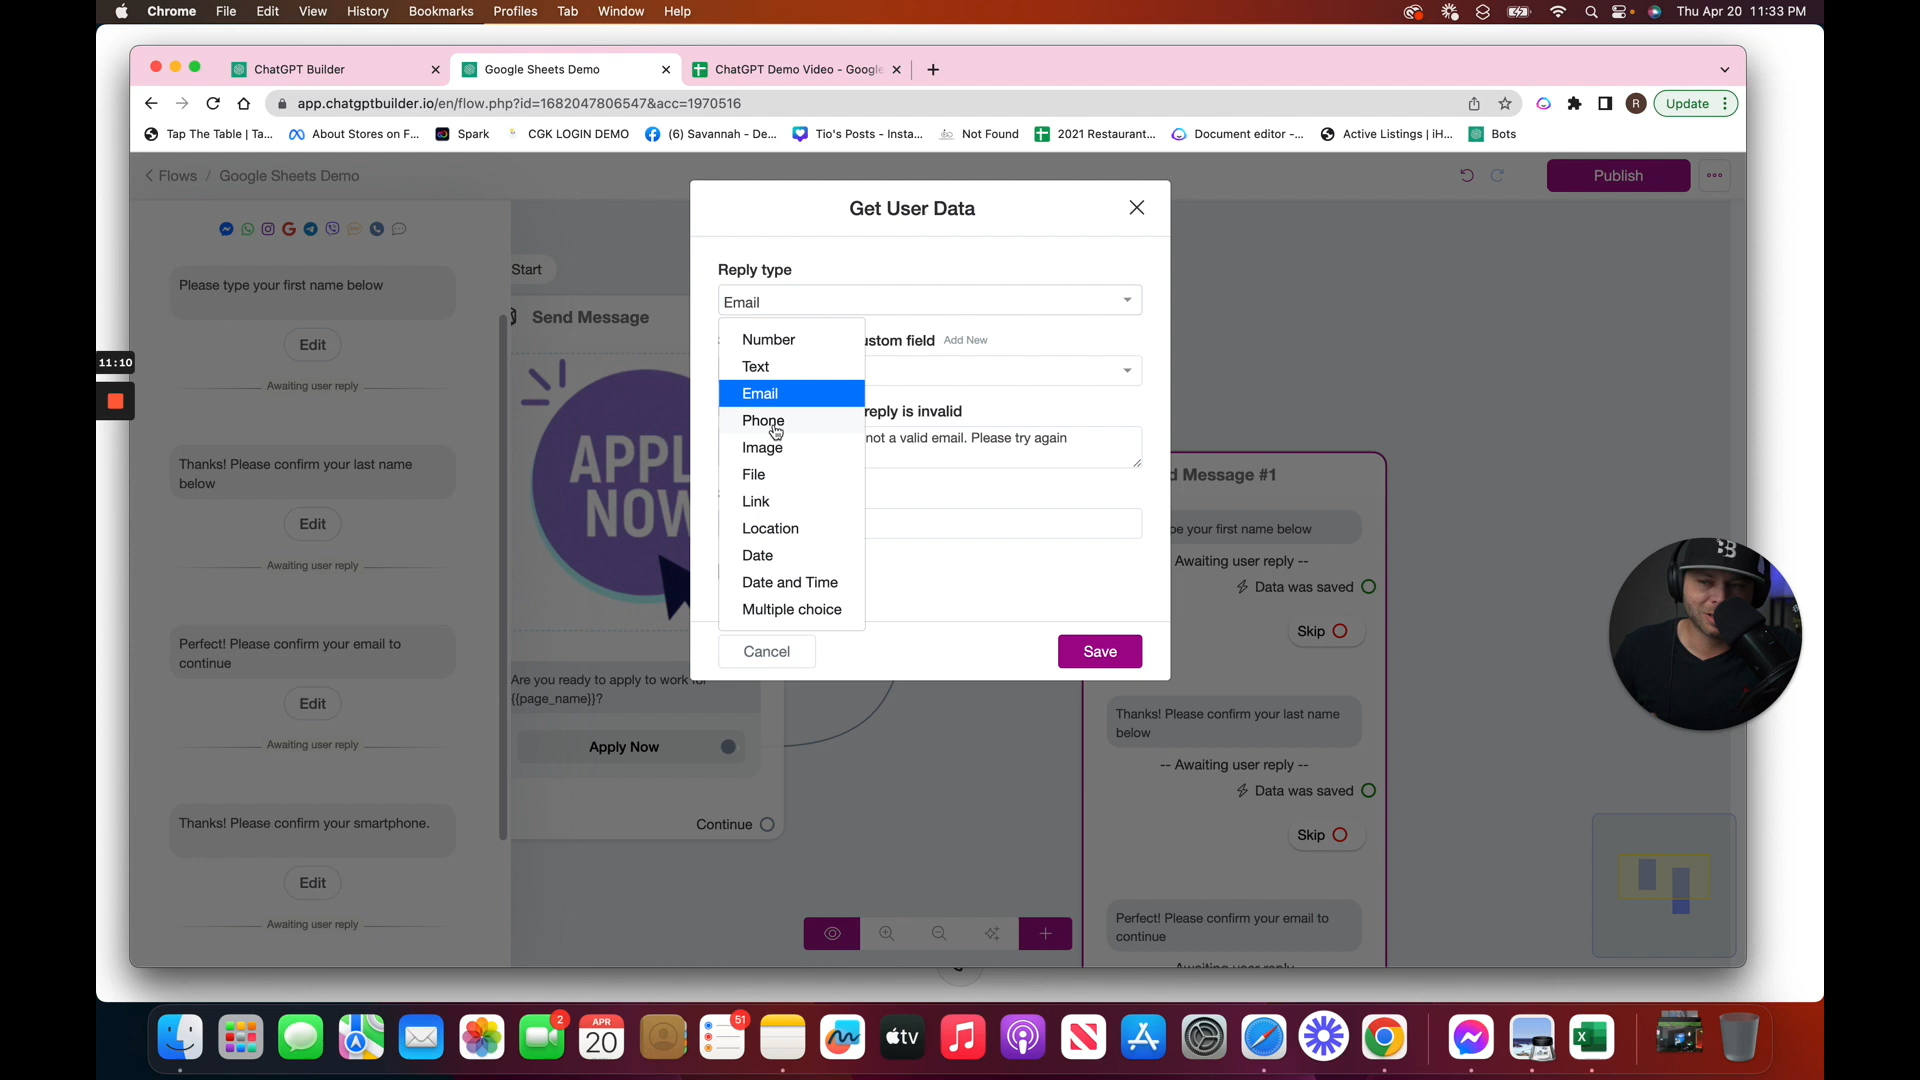 Chrome File Edit View History Bookmarks Profiles Tab Window Help Thu Apr 20 11:33 PM
ChatGPT Builder Google Sheets Demo ChatGPT Demo Video - Google
app.chatgptbuilder.io/en/flow.php?id=1682047806547&acc=1970516 R Update
Tap The Table | Ta... About Stores on F... Spark CGK LOGIN DEMO (6) Savannah - De... Tio's Posts - Insta... Not Found 2021 Restaurant... Document editor -... Active Listings | iH... Bots
Flows / Google Sheets Demo
Publish
Get User Data
Reply type
Email
Number
Text
Email
Phone
Image
File
Link
Location
Date
Date and Time
Multiple choice
ustom field Add New
reply is invalid
not a valid email. Please try again
Cancel
Save
11:10
Please type your first name below
Edit
Awaiting user reply
Thanks! Please confirm your last name
below
Edit
Awaiting user reply
Perfect! Please confirm your email to
continue
Edit
Awaiting user reply
Thanks! Please confirm your smartphone.
Edit
Awaiting user reply
Start
Send Message
APPL
NOW
Are you ready to apply to work for
{{page_name}}?
Apply Now
Continue
d Message #1
pe your first name below
Awaiting user reply --
Data was saved
Skip
Thanks! Please confirm your last name
below
-- Awaiting user reply --
Data was saved
Skip
Perfect! Please confirm your email to
continue
Awaiting user reply
B
2
APR
20
51
tv